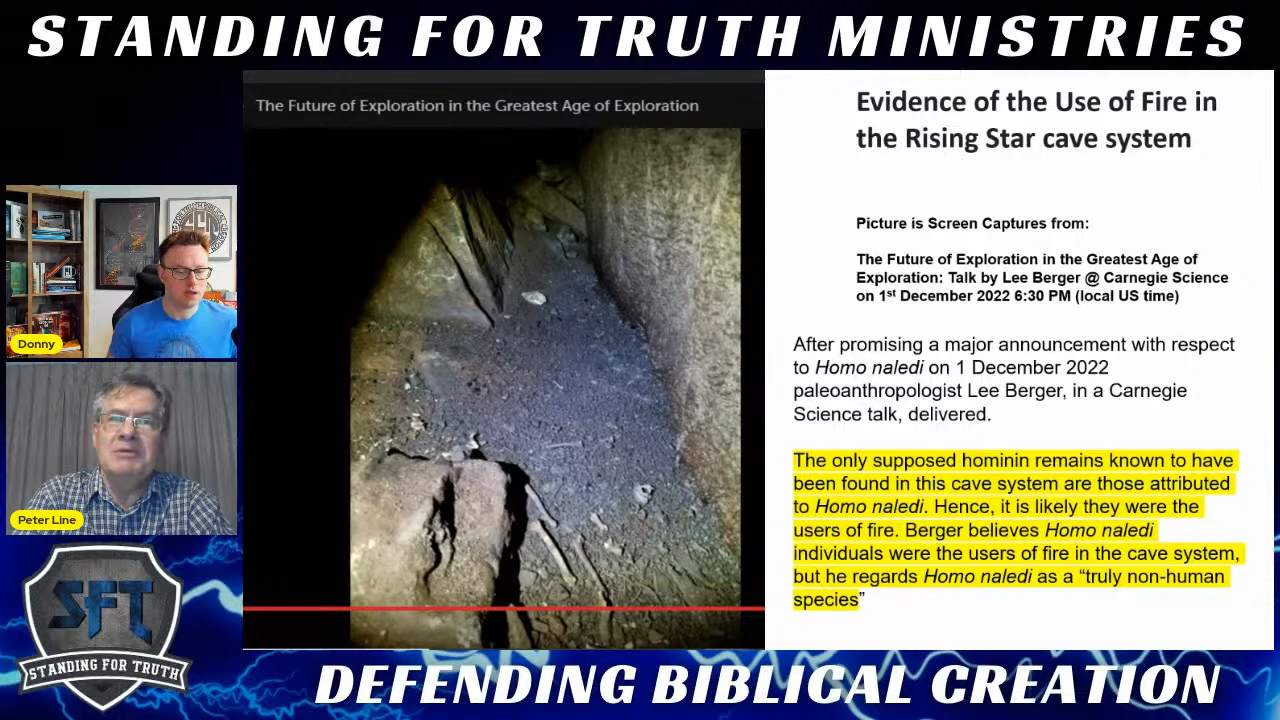 STANDING FOR TRUTH MINISTRIES
The Future of Exploration in the Greatest Age of Exploration
Evidence of the Use of Fire in
the Rising Star cave system
Picture is Screen Captures from:
The Future of Exploration in the Greatest Age of
Exploration: Talk by Lee Berger @ Carnegie Science
on 1st December 2022 6:30 PM (local US time)
After promising a major announcement with respect
to Homo naledi on 1 December 2022
paleoanthropologist Lee Berger, in a Carnegie
Science talk, delivered.
The only supposed hominin remains known to have
been found in this cave system are those attributed
to Homo naledi. Hence, it is likely they were the
users of fire. Berger believes Homo naledi
individuals were the users of fire in the cave system,
but he regards Homo naledi as a “truly non-human
species”
Donny
Peter Line
SFT
STANDING FOR TRUTH
DEFENDING BIBLICAL CREATION